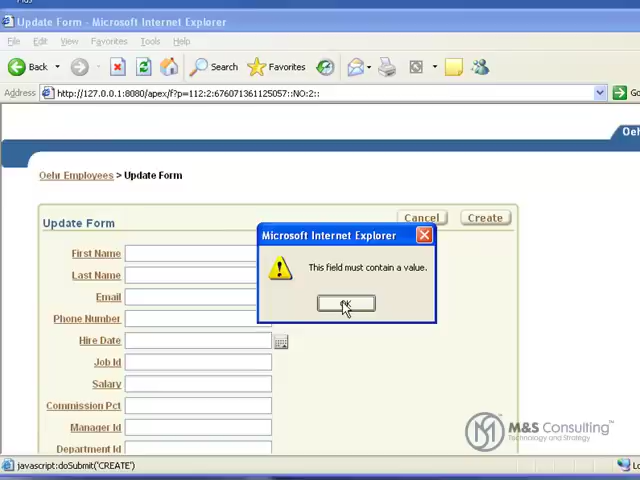 Update Form - Microsoft Internet Explorer
File Edit View Favorites Tools Help
Back Search Favorites
Address http://127.0.0.1:8080/apex/f?p=112:2:676071361125057::NO:2:: Go
Oehr Employees > Update Form
Update Form Cancel Create
Microsoft Internet Explorer
This field must contain a value.
OK
First Name
Last Name
Email
Phone Number
Hire Date
Job Id
Salary
Commission Pct
Manager Id
Department Id
M&S Consulting™
Technology and Strategy
javascript:doSubmit('CREATE')